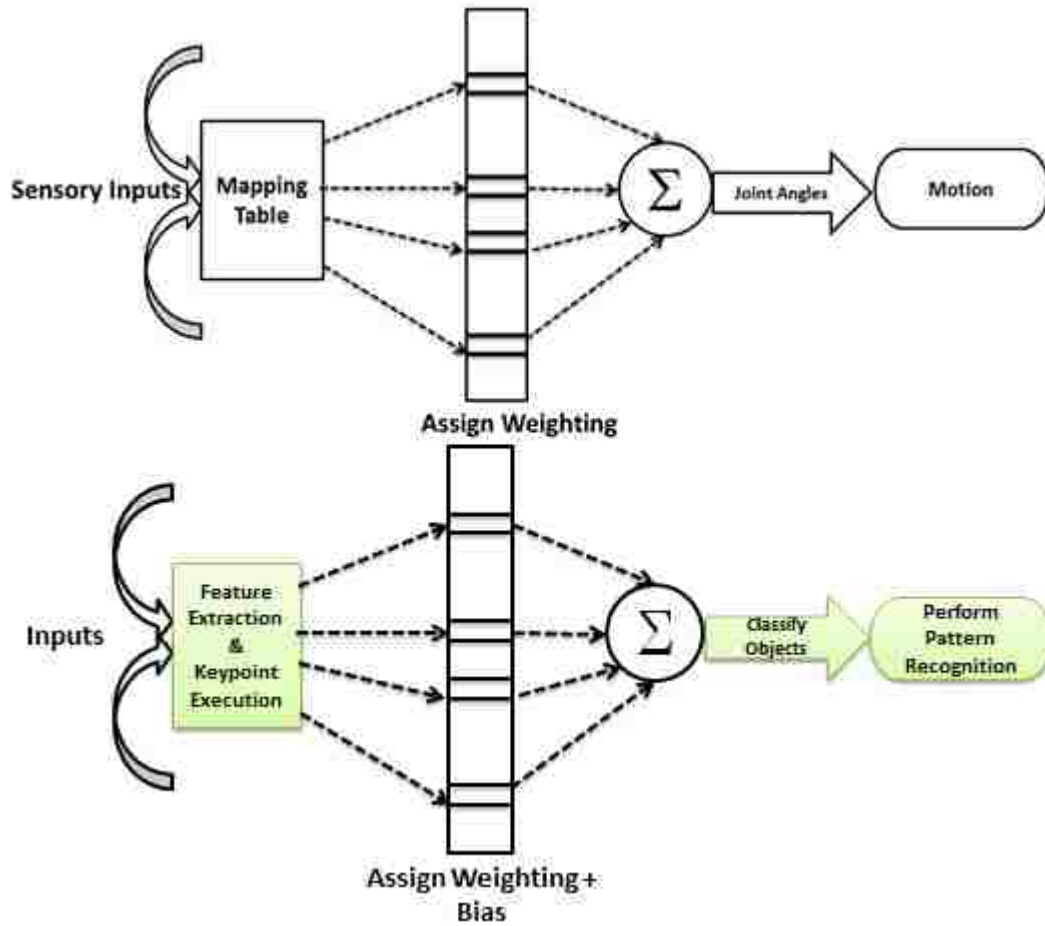 Sensory Inputs
Mapping
Table
Σ
Joint Angles
Motion
Assign Weighting
Inputs
Feature
Extraction
&
Keypoint
Execution
Σ
Classify
Objects
Perform
Pattern
Recognition
Assign Weighting +
Bias